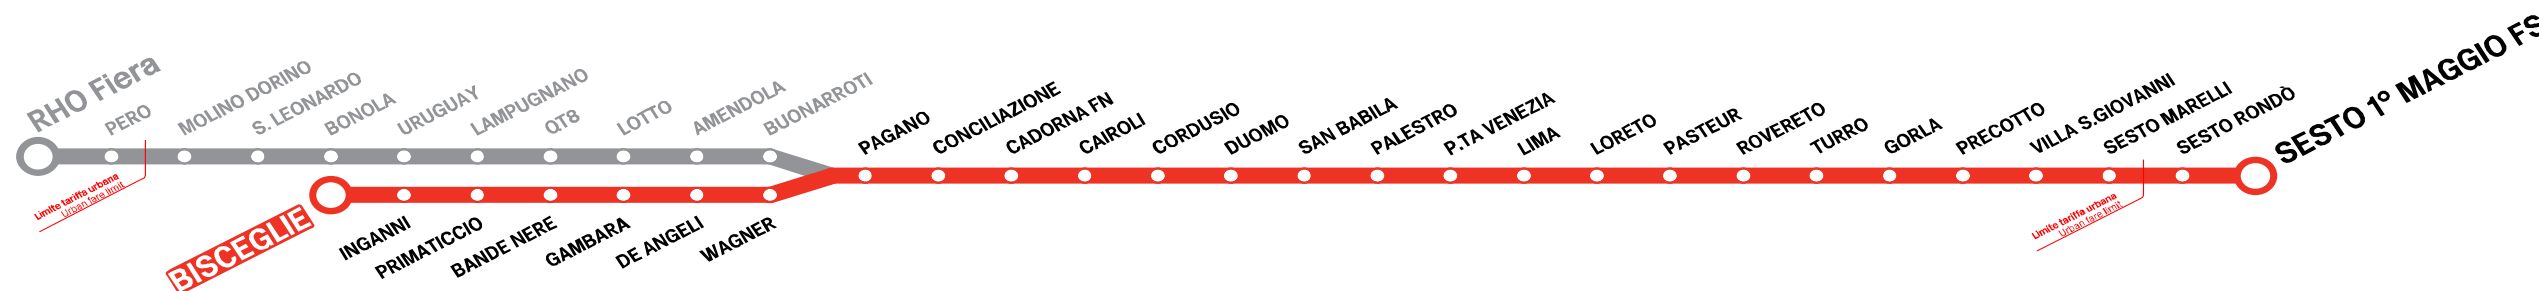 RHO Fiera
PERO
MOLINO DORINO
S. LEONARDO
BONOLA
URUGUAY
LAMPUGNANO
QT8
LOTTO
AMENDOLA
BUONARROTI
PAGANO
CONCILIAZIONE
CADORNA FN
CAIROLI
CORDUSIO
DUOMO
SAN BABILA
PALESTRO
P.TA VENEZIA
LIMA
LORETO
PASTEUR
ROVERETO
TURRO
GORLA
PRECOTTO
VILLA S.GIOVANNI
SESTO MARELLI
SESTO RONDÒ
SESTO 1° MAGGIO FS
Limite tariffa urbana
Urban fare limit
BISCEGLIE
INGANNI
PRIMATICCIO
BANDE NERE
GAMBARA
DE ANGELI
WAGNER
Limite tariffa urbana
Urban fare limit